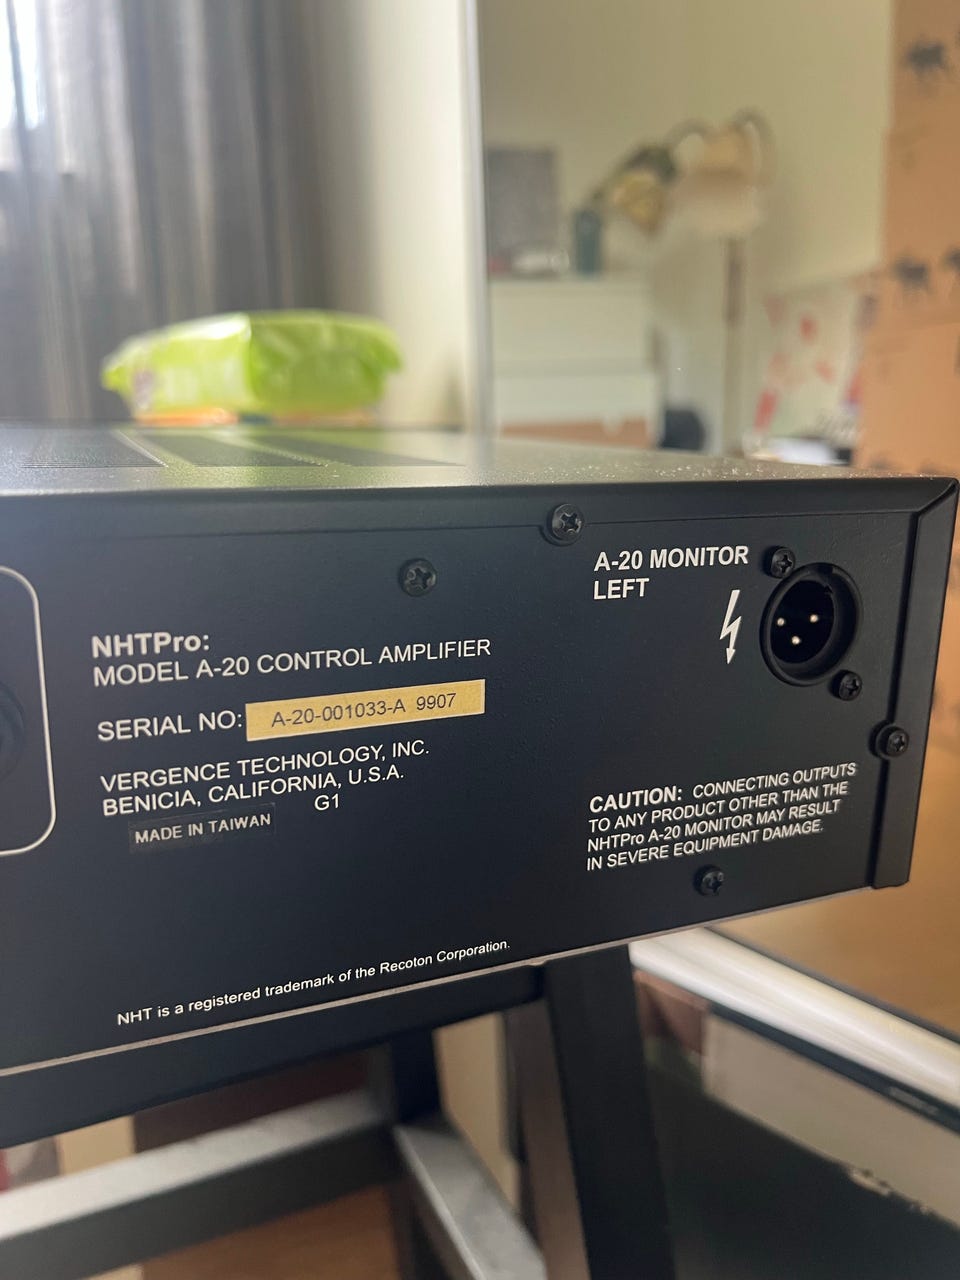 NHTPro:
MODEL A-20 CONTROL AMPLIFIER
SERIAL NO: A-20-001033-A 9907
VERGENCE TECHNOLOGY, INC.
BENICIA, CALIFORNIA, U.S.A.
G1
MADE IN TAIWAN
NHT is a registered trademark of the Recoton Corporation.
A-20 MONITOR
LEFT
CAUTION: CONNECTING OUTPUTS
TO ANY PRODUCT OTHER THAN THE
NHTPro A-20 MONITOR MAY RESULT
IN SEVERE EQUIPMENT DAMAGE.